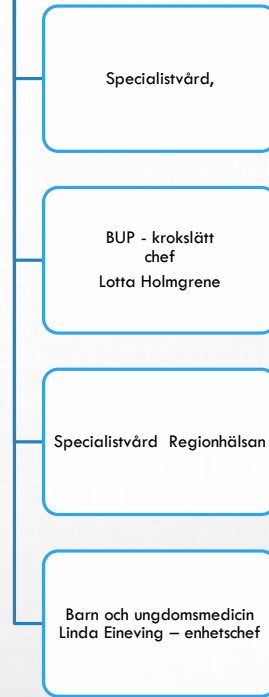 Specialistvård,
BUP - krokslätt
chef
Lotta Holmgrene
Specialistvård Regionhälsan
Barn och ungdomsmedicin
Linda Eineving – enhetschef